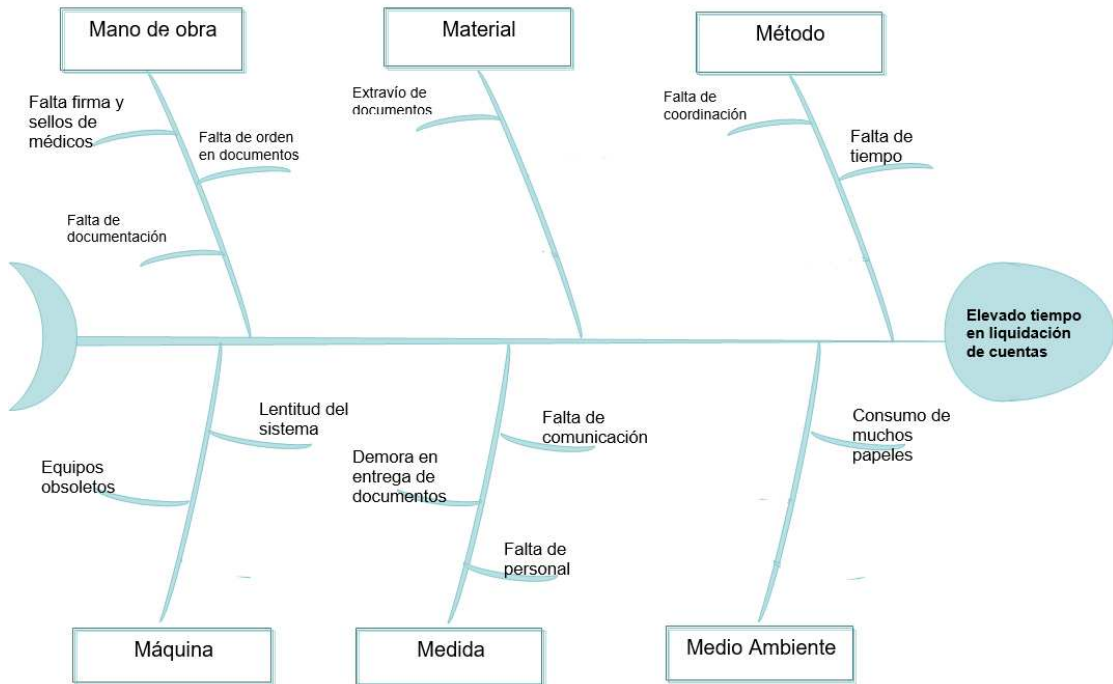 Mano de obra
Material
Método
Falta firma y
sellos de
médicos
Falta de orden
en documentos
Falta de
documentación
Extravío de
documentos
Falta de
coordinación
Falta de
tiempo
Elevado tiempo
en liquidación
de cuentas
Lentitud del
sistema
Equipos
obsoletos
Falta de
comunicación
Demora en
entrega de
documentos
Falta de
personal
Consumo de
muchos
papeles
Máquina
Medida
Medio Ambiente